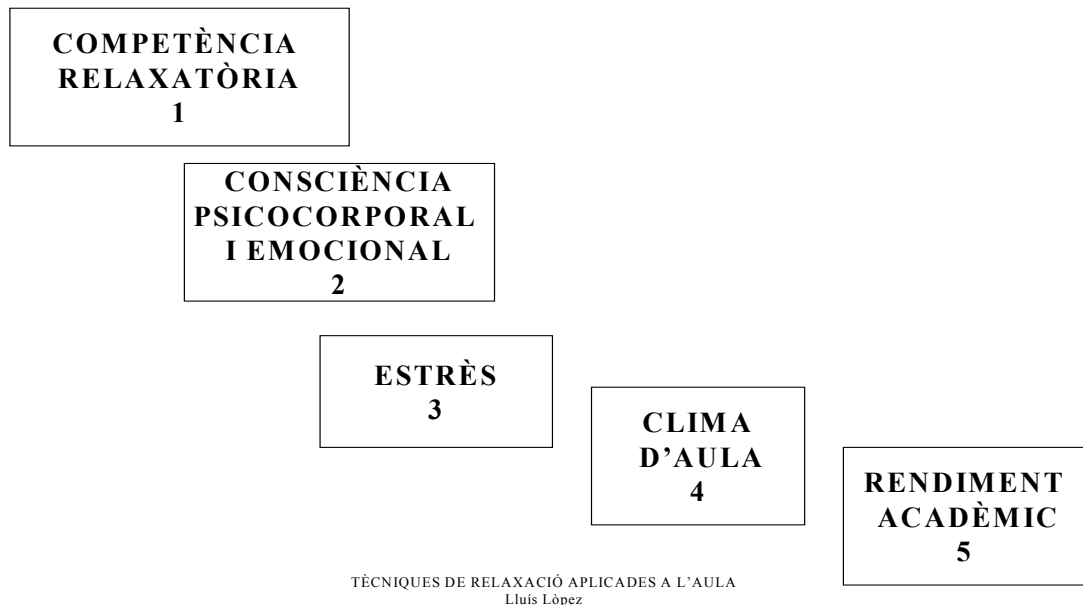 COMPETÈNCIA
RELAXATÒRIA
1
CONSCIÈNCIA
PSICOCORPORAL
I EMOCIONAL
2
ESTRÈS
3
CLIMA
D’AULA
4
RENDIMENT
ACADÈMIC
5
TÈCNIQUES DE RELAXACIÓ APLICADES A L’AULA
Lluís Lòpez